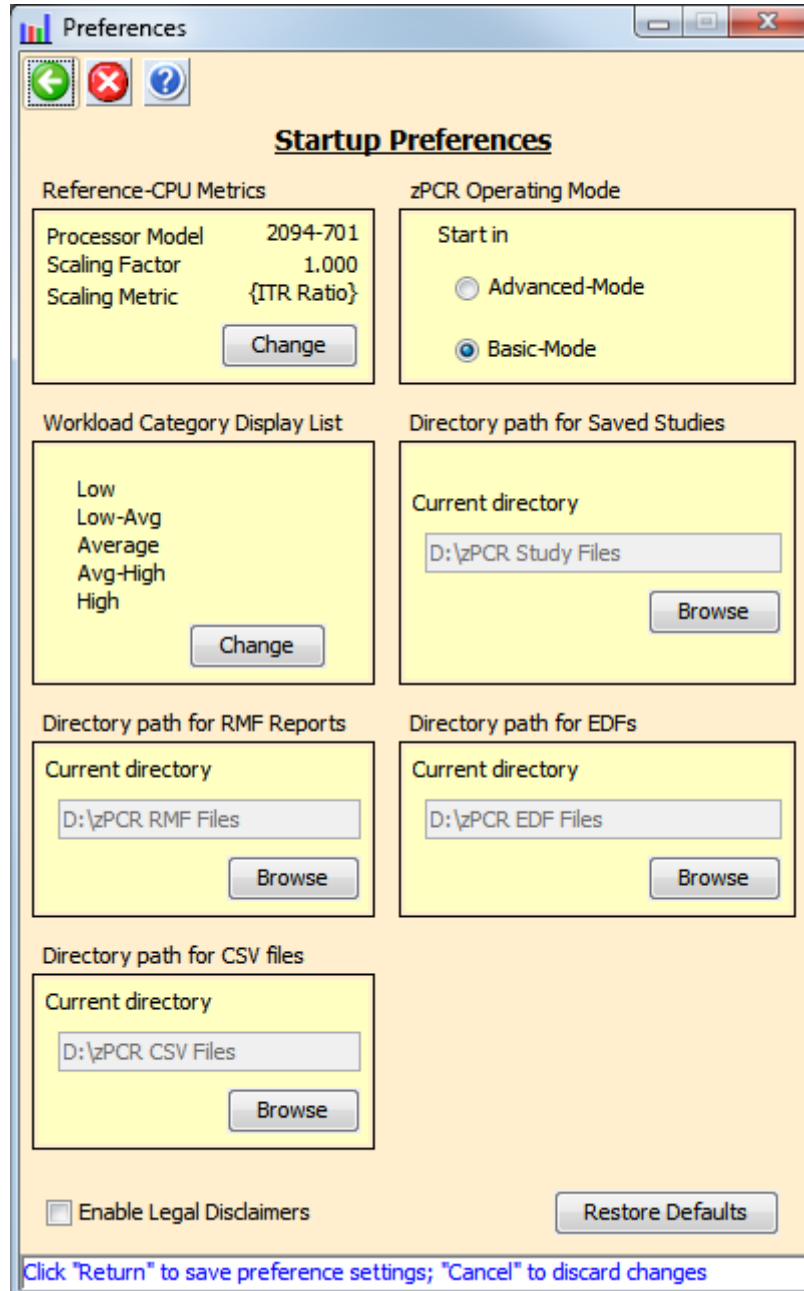 Preferences
Startup Preferences
Reference-CPU Metrics
Processor Model 2094-701
Scaling Factor 1.000
Scaling Metric {ITR Ratio}
Change
zPCR Operating Mode
Start in
Advanced-Mode
Basic-Mode
Workload Category Display List
Low
Low-Avg
Average
Avg-High
High
Change
Directory path for Saved Studies
Current directory
D:\zPCR Study Files
Browse
Directory path for RMF Reports
Current directory
D:\zPCR RMF Files
Browse
Directory path for EDFs
Current directory
D:\zPCR EDF Files
Browse
Directory path for CSV files
Current directory
D:\zPCR CSV Files
Browse
Enable Legal Disclaimers
Restore Defaults
Click "Return" to save preference settings; "Cancel" to discard changes